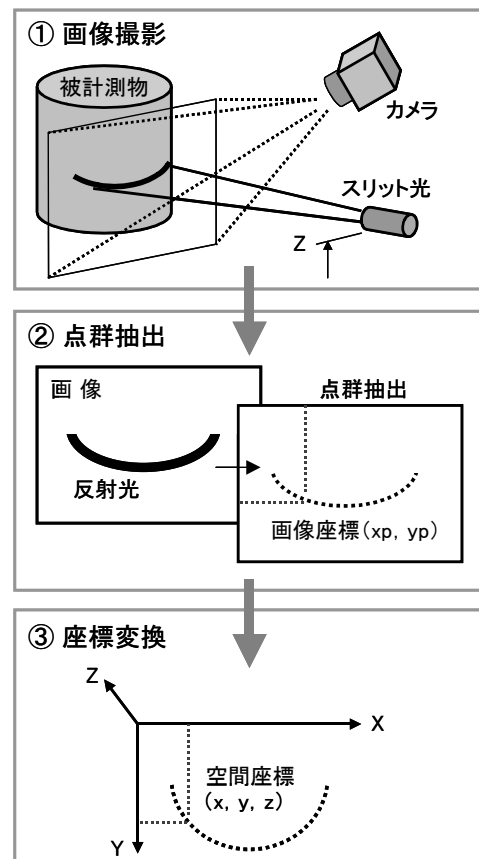 ① 画像撮影
被計測物
カメラ
スリット光
Z
② 点群抽出
画 像
点群抽出
反射光
画像座標(xp, yp)
③ 座標変換
Z
X
空間座標
(x, y, z)
Y